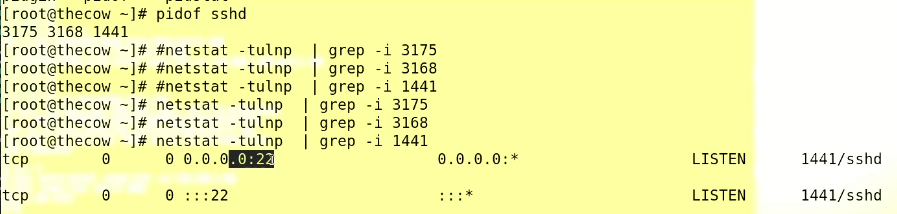 [root@thecow ~]# pidof sshd
3175 3168 1441
[root@thecow ~]# #netstat -tulnp  | grep -i 3175
[root@thecow ~]# #netstat -tulnp  | grep -i 3168
[root@thecow ~]# #netstat -tulnp  | grep -i 1441
[root@thecow ~]# netstat -tulnp  | grep -i 3175
[root@thecow ~]# netstat -tulnp  | grep -i 3168
[root@thecow ~]# netstat -tulnp  | grep -i 1441
tcp        0      0 0.0.0.0:22                  0.0.0.0:*                   LISTEN      1441/sshd
tcp        0      0 :::22                       :::*                        LISTEN      1441/sshd